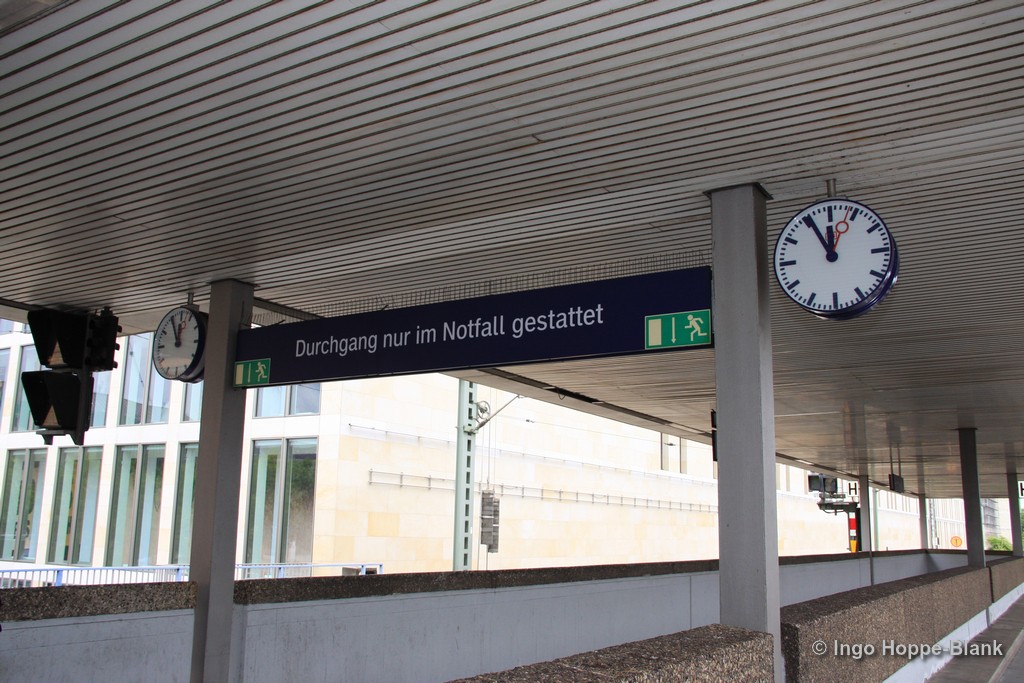 Durchgang nur im Notfall gestattet
H
© Ingo Hoppe-Blank